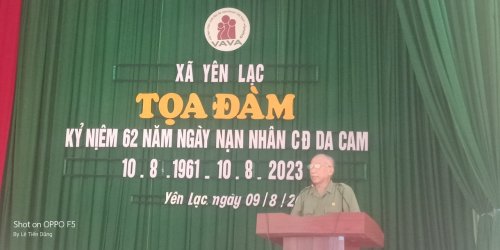 VAVA
XÃ YÊN LẠC
TỌA ĐÀM
KỶ NIỆM 62 NĂM NGÀY NẠN NHÂN CĐ DA CAM
10.8.1961 - 10.8.2023
Yên Lạc, ngày 09/8/2
Shot on OPPO F5
By Lê Tiến Dũng